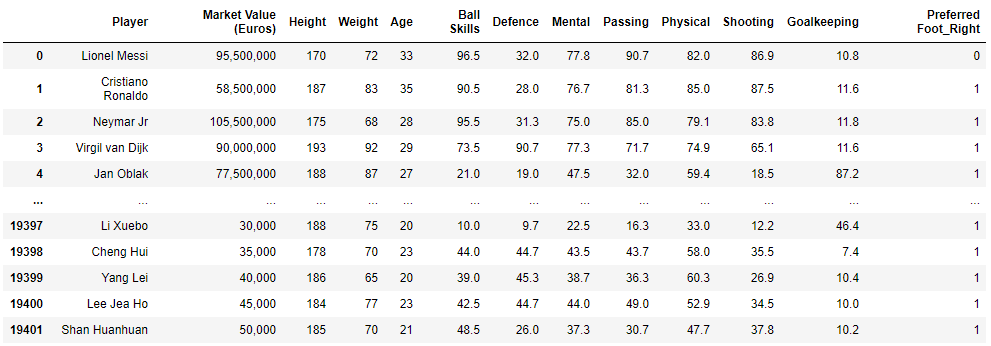 Player Market Value (Euros) Height Weight Age Ball Skills Defence Mental Passing Physical Shooting Goalkeeping Preferred Foot_Right
0 Lionel Messi 95,500,000 170 72 33 96.5 32.0 77.8 90.7 82.0 86.9 10.8 0
1 Cristiano Ronaldo 58,500,000 187 83 35 90.5 28.0 76.7 81.3 85.0 87.5 11.6 1
2 Neymar Jr 105,500,000 175 68 28 95.5 31.3 75.0 85.0 79.1 83.8 11.8 1
3 Virgil van Dijk 90,000,000 193 92 29 73.5 90.7 77.3 71.7 74.9 65.1 11.6 1
4 Jan Oblak 77,500,000 188 87 27 21.0 19.0 47.5 32.0 59.4 18.5 87.2 1
... ... ... ... ... ... ... ... ... ... ... ... ... ...
19397 Li Xuebo 30,000 188 75 20 10.0 9.7 22.5 16.3 33.0 12.2 46.4 1
19398 Cheng Hui 35,000 178 70 23 44.0 44.7 43.5 43.7 58.0 35.5 7.4 1
19399 Yang Lei 40,000 186 65 20 39.0 45.3 38.7 36.3 60.3 26.9 10.4 1
19400 Lee Jea Ho 45,000 184 77 23 42.5 44.7 44.0 49.0 52.9 34.5 10.0 1
19401 Shan Huanhuan 50,000 185 70 21 48.5 26.0 37.3 30.7 47.7 37.8 10.2 1